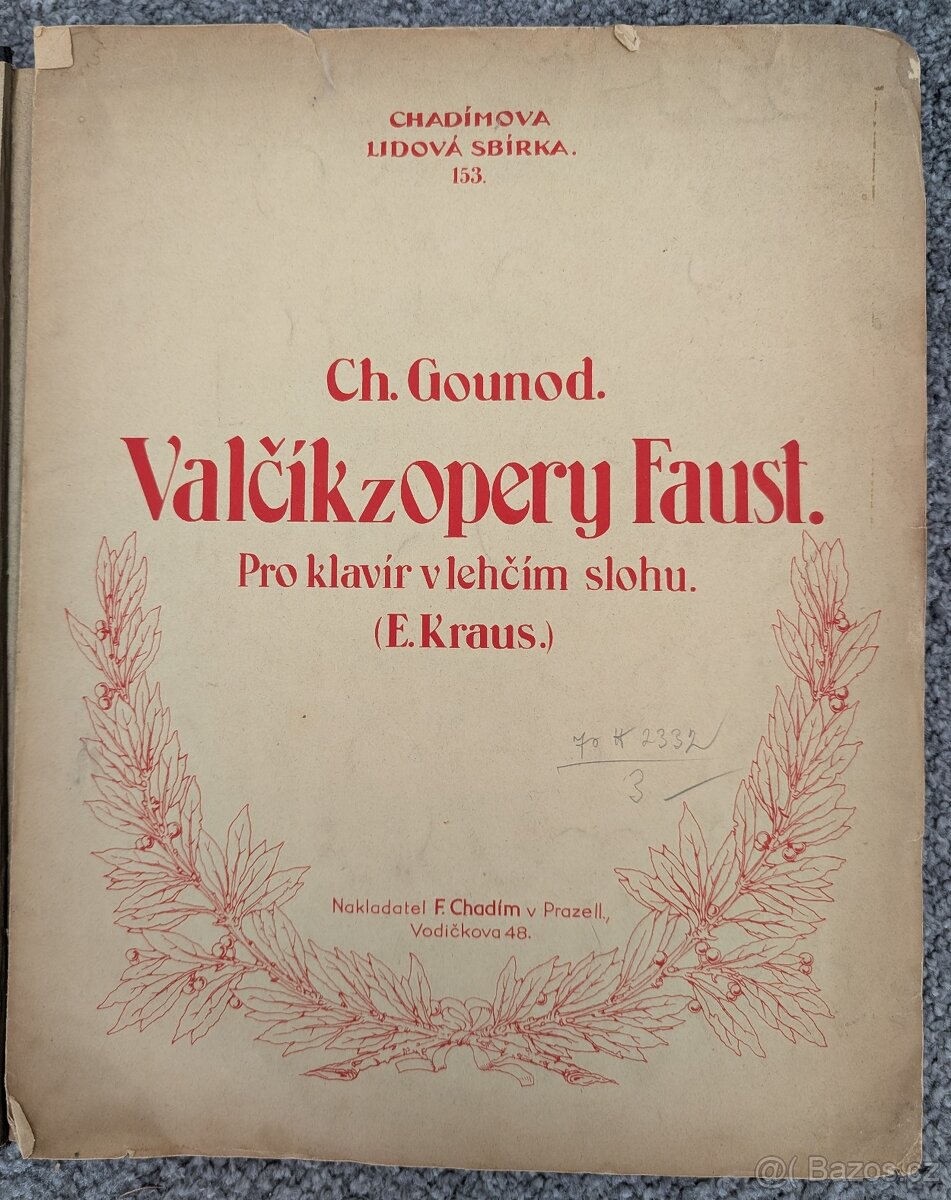 CHADÍMOVA
LIDOVÁ SBÍRKA.
153.
Ch. Gounod.
Valčík z opery Faust.
Pro klavír v lehčím slohu.
(E. Kraus.)
2332
3
Nakladatel F. Chadím v Praze II.,
Vodičkova 48.
Bazos.cz